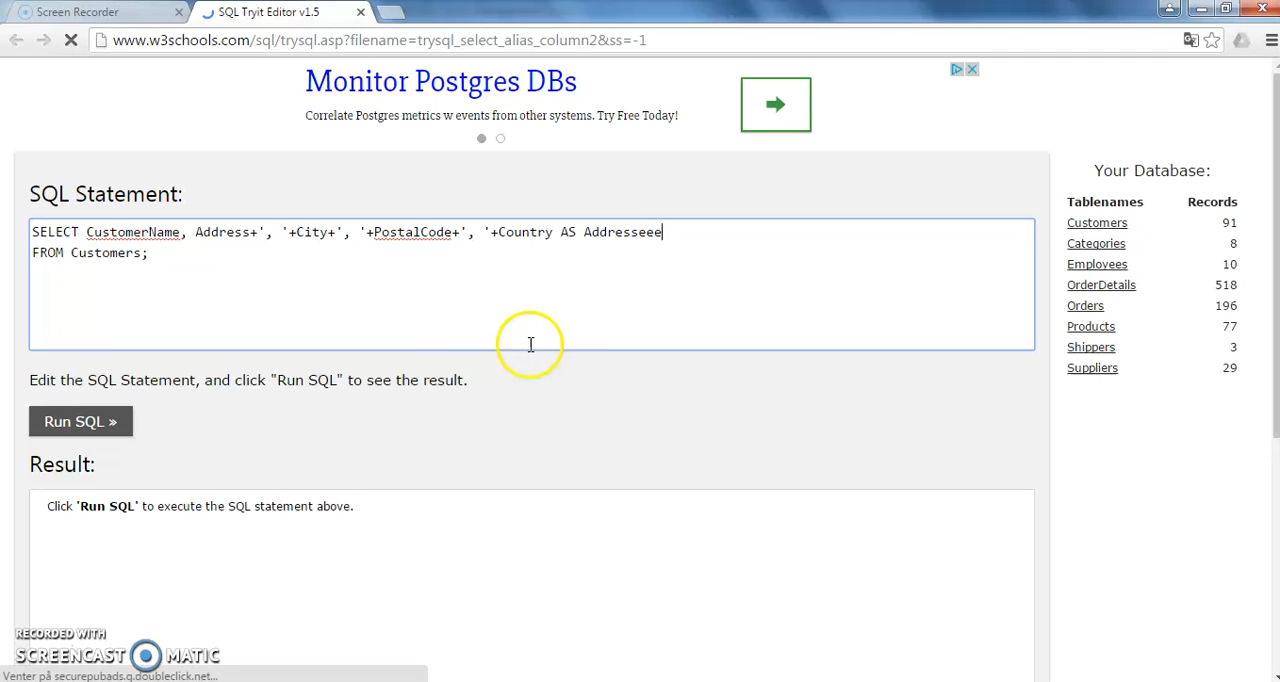 Screen Recorder
SQL Tryit Editor v1.5
www.w3schools.com/sql/trysql.asp?filename=trysql_select_alias_column2&ss=-1
Monitor Postgres DBs
Correlate Postgres metrics w events from other systems. Try Free Today!
SQL Statement:
SELECT CustomerName, Address+', '+City+', '+PostalCode+', '+Country AS Addresseee
FROM Customers;
Edit the SQL Statement, and click "Run SQL" to see the result.
Run SQL »
Result:
Click 'Run SQL' to execute the SQL statement above.
Your Database:
Tablenames Records
Customers 91
Categories 8
Employees 10
OrderDetails 518
Orders 196
Products 77
Shippers 3
Suppliers 29
RECORDED WITH
SCREENCAST MATIC
Venter på securepubads.g.doubleclick.net...